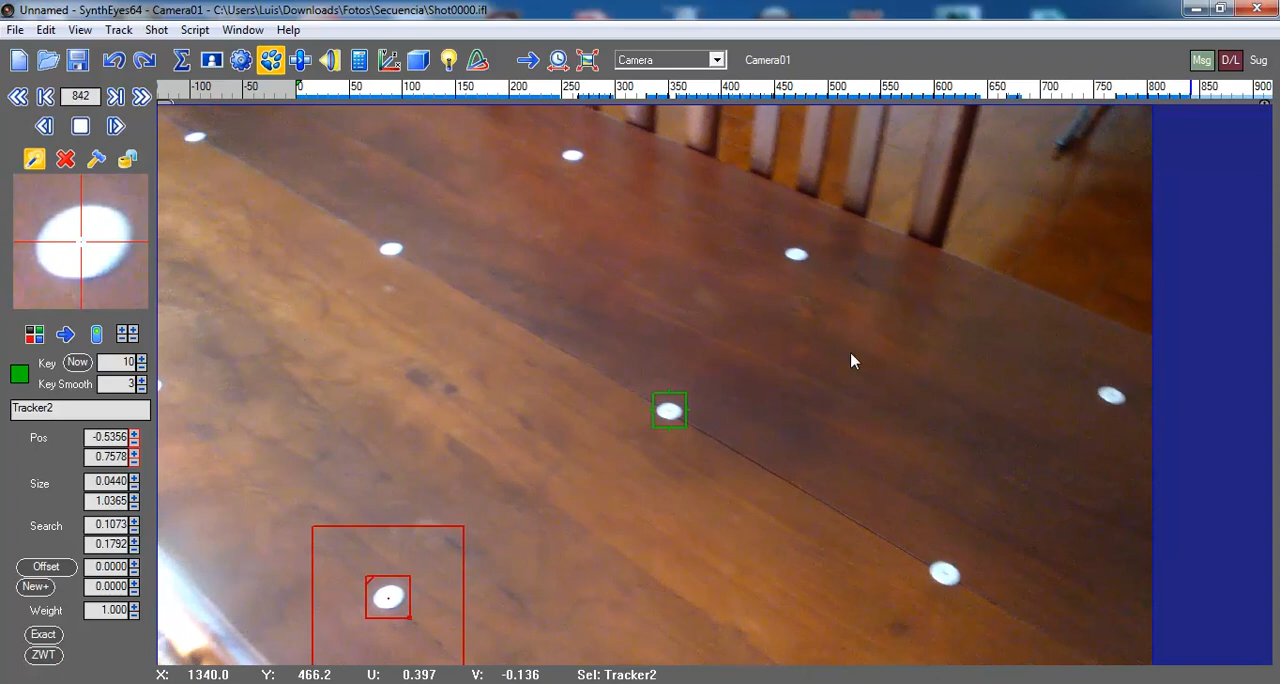 Unnamed - SynthEyes64 - Camera01 - C:\Users\Luis\Downloads\Fotos\Secuencia\Shot0000.ifl
File Edit View Track Shot Script Window Help
Camera Camera01 Msg D/L Sug
842 -100 -50 0 50 100 150 200 250 300 350 400 450 500 550 600 650 700 750 800 850 900
Key Now 10
Key Smooth 3
Tracker2
Pos -0.5356
0.7578
Size 0.0440
1.0365
Search 0.1073
0.1792
Offset 0.0000
New+ 0.0000
Weight 1.000
Exact
ZWT
X: 1340.0 Y: 466.2 U: 0.397 V: -0.136 Sel: Tracker2